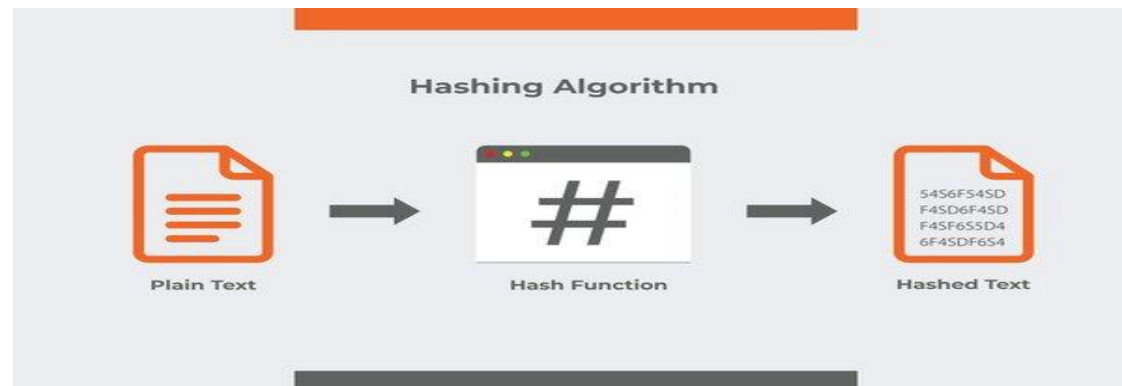 Hashing Algorithm
#
54S6F54SD
F4SD6F4SD
F4SF6S5D4
6F4SDF6S4
Plain Text
Hash Function
Hashed Text